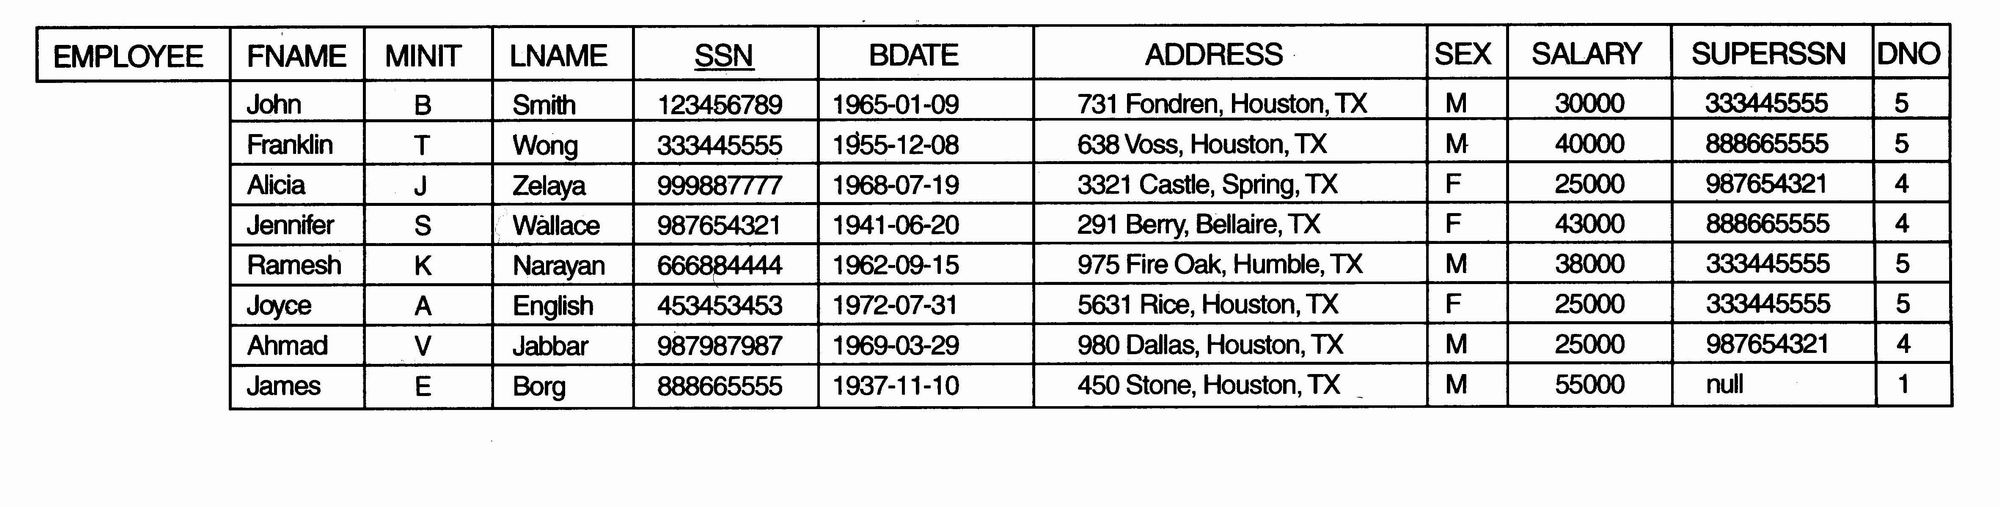 EMPLOYEE FNAME MINIT LNAME SSN BDATE ADDRESS SEX SALARY SUPERSSN DNO
John B Smith 123456789 1965-01-09 731 Fondren, Houston, TX M 30000 333445555 5
Franklin T Wong 333445555 1955-12-08 638 Voss, Houston, TX M 40000 888665555 5
Alicia J Zelaya 999887777 1968-07-19 3321 Castle, Spring, TX F 25000 987654321 4
Jennifer S Wallace 987654321 1941-06-20 291 Berry, Bellaire, TX F 43000 888665555 4
Ramesh K Narayan 666884444 1962-09-15 975 Fire Oak, Humble, TX M 38000 333445555 5
Joyce A English 453453453 1972-07-31 5631 Rice, Houston, TX F 25000 333445555 5
Ahmad V Jabbar 987987987 1969-03-29 980 Dallas, Houston, TX M 25000 987654321 4
James E Borg 888665555 1937-11-10 450 Stone, Houston, TX M 55000 null 1